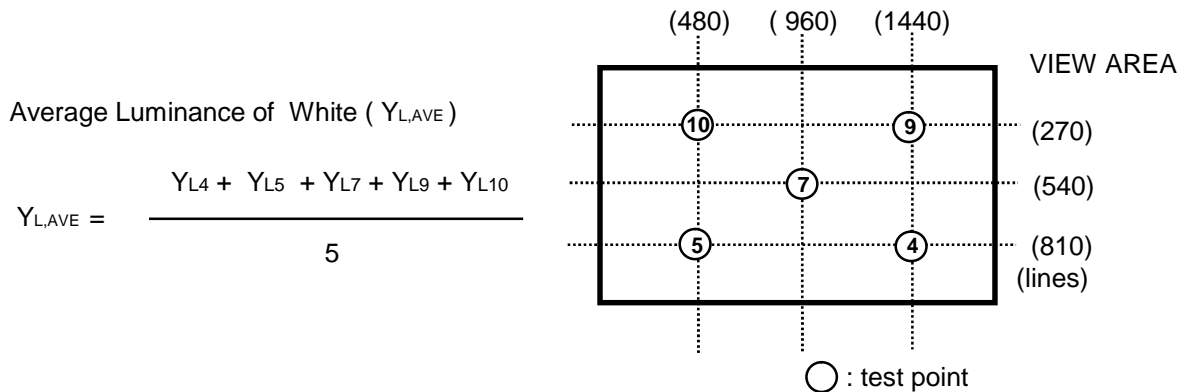 (480) ( 960) (1440)
VIEW AREA
Average Luminance of White ( YL,AVE )
10 9 (270)
YL4 + YL5 + YL7 + YL9 + YL10
7 (540)
YL,AVE =
5
5 4 (810)
(lines)
: test point